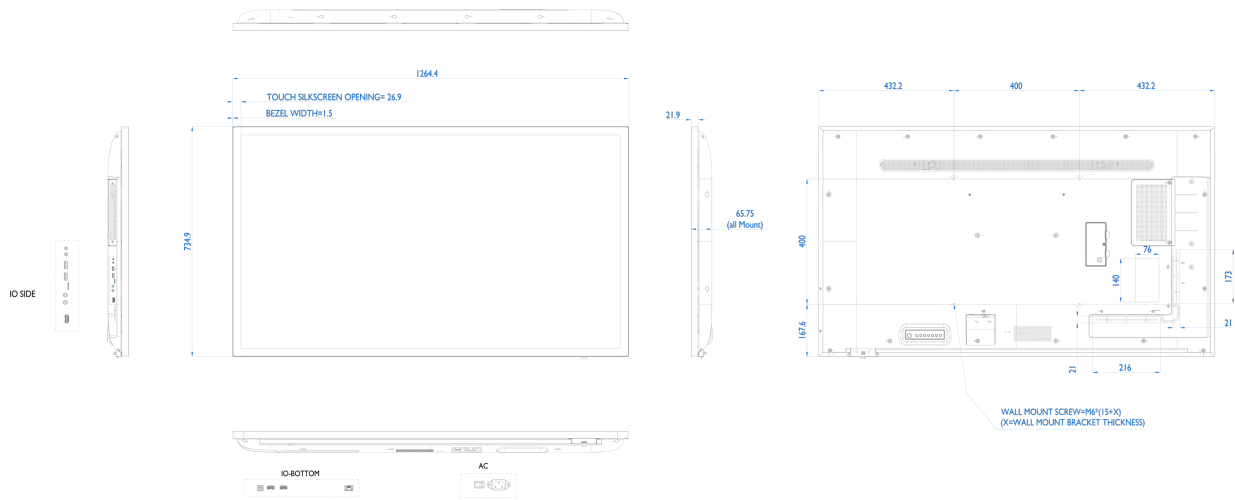 1264.4
TOUCH SILKSCREEN OPENING= 26.9
BEZEL WIDTH=1.5
734.9
21.9
65.75
(all Mount)
432.2
400
432.2
400
167.6
76
140
173
21
21
216
WALL MOUNT SCREW=M6*(15+X)
(X=WALL MOUNT BRACKET THICKNESS)
IO SIDE
IO-BOTTOM
AC